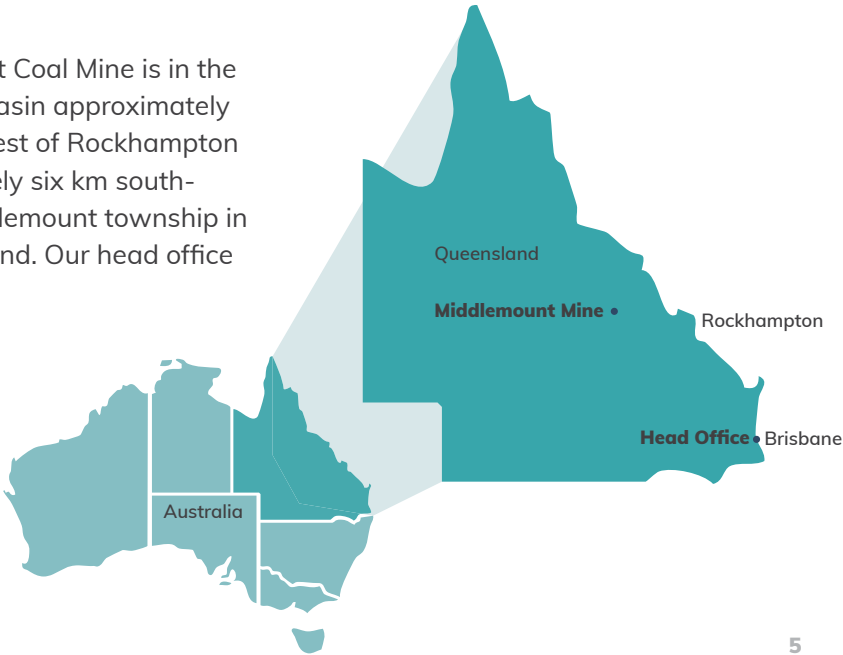 t Coal Mine is in the
asin approximately
est of Rockhampton
ely six km south-
lemount township in
nd. Our head office
Queensland
Middlemount Mine
Rockhampton
Head Office
Brisbane
Australia
5